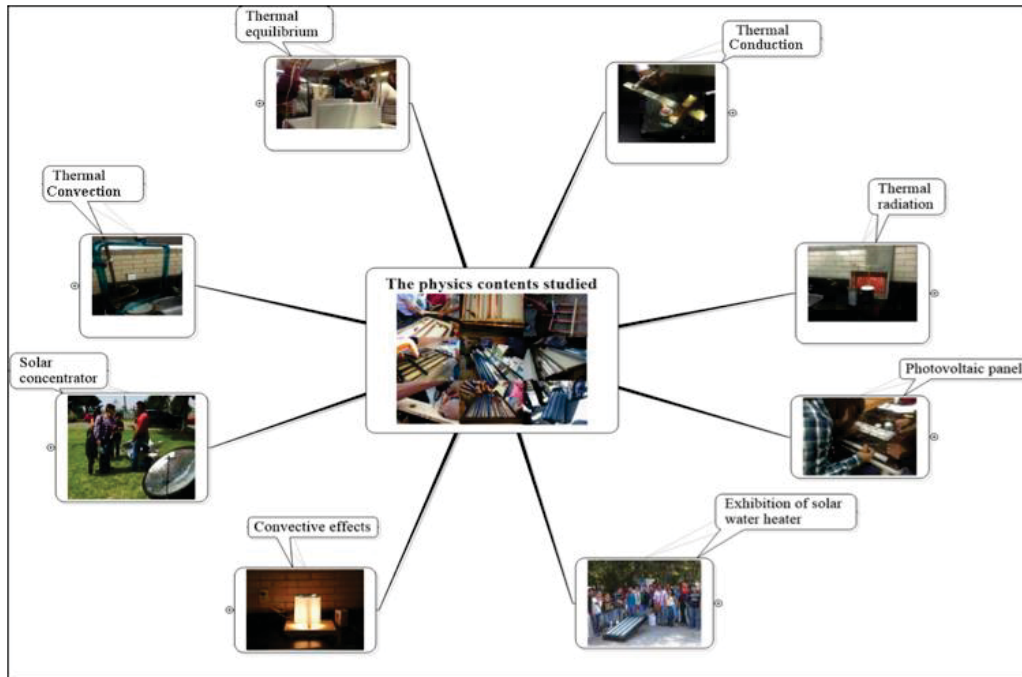 Thermal
equilibrium
Thermal
Conduction
Thermal
Convection
Thermal
radiation
The physics contents studied
Solar
concentrator
Photovoltaic panel
Convective effects
Exhibition of solar
water heater